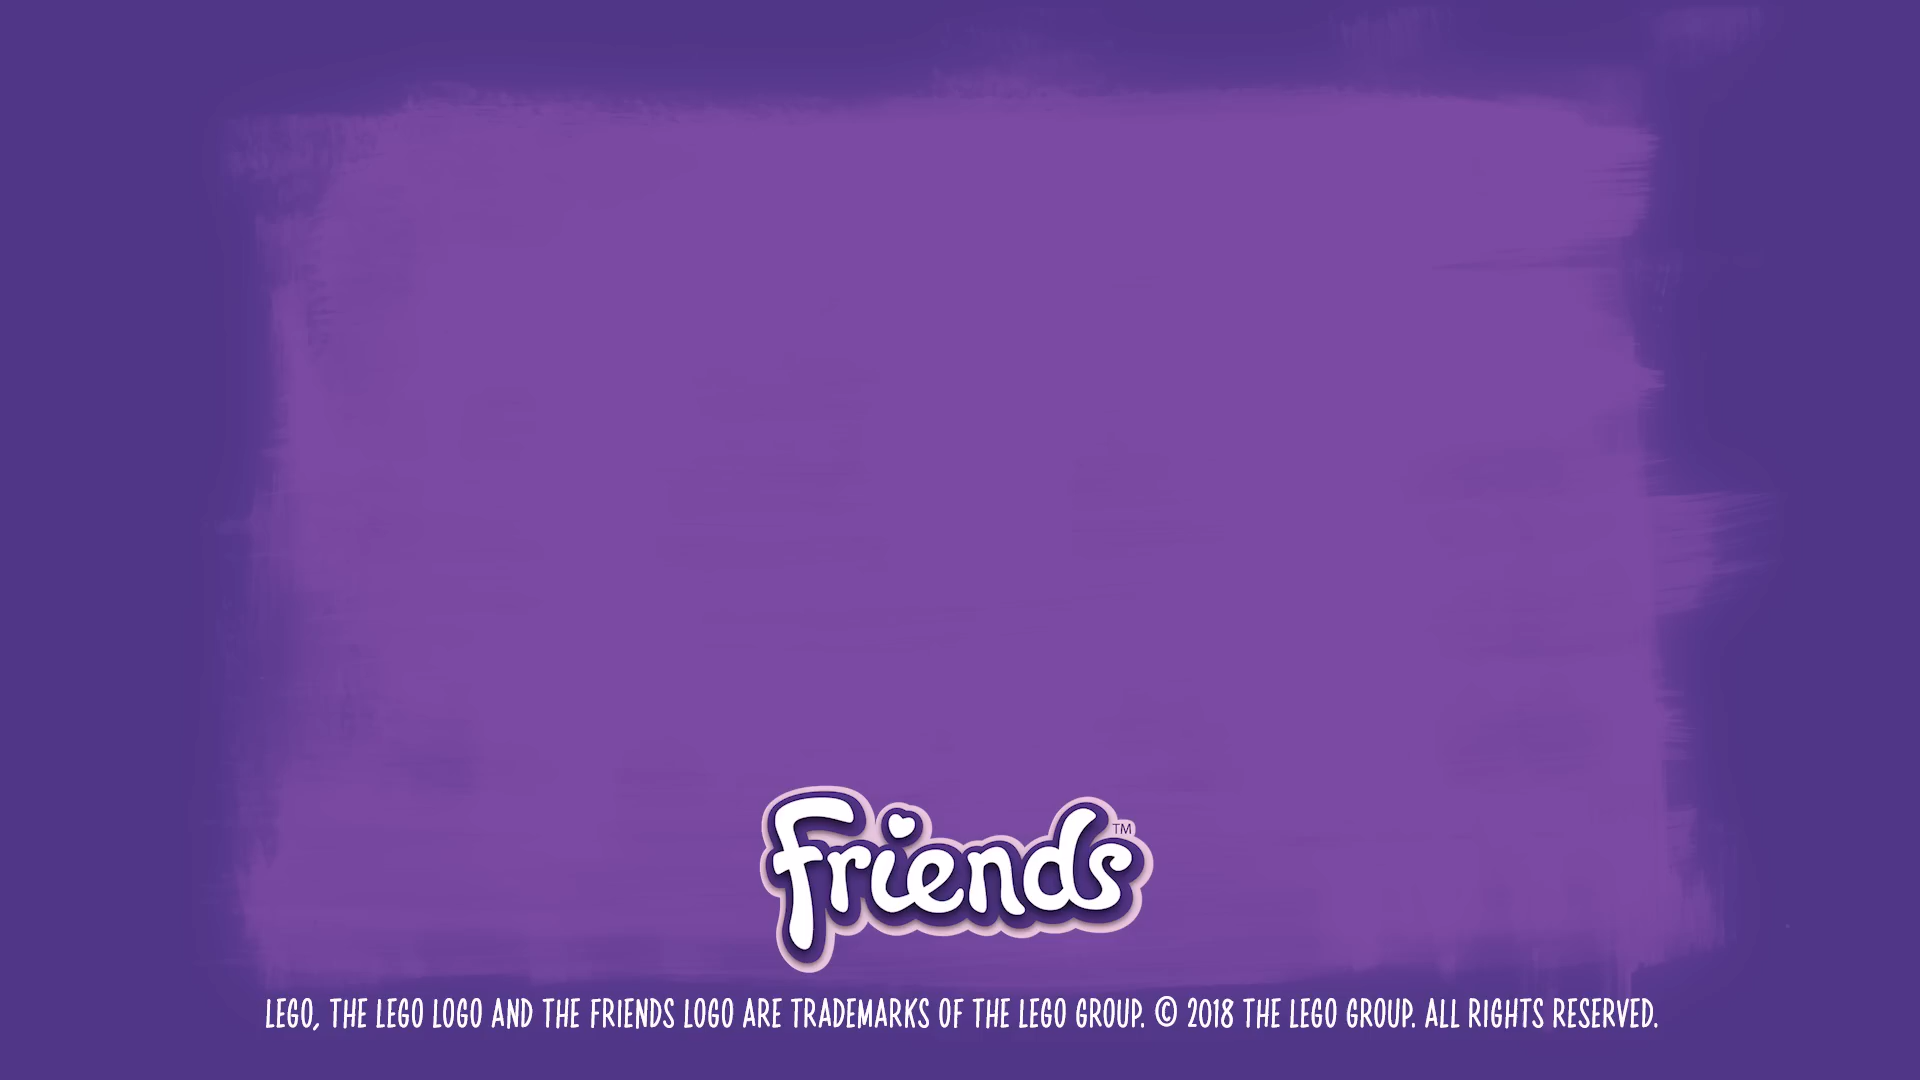 Friends™
LEGO, THE LEGO LOGO AND THE FRIENDS LOGO ARE TRADEMARKS OF THE LEGO GROUP. © 2018 THE LEGO GROUP. ALL RIGHTS RESERVED.